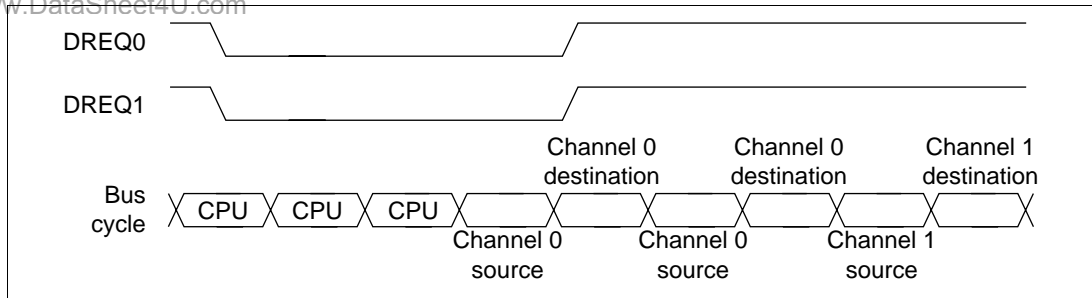 w.DataSheet4U.com
DREQ0
DREQ1
Channel 0
destination
Channel 0
destination
Channel 1
destination
Bus
cycle
CPU
CPU
CPU
Channel 0
source
Channel 0
source
Channel 1
source